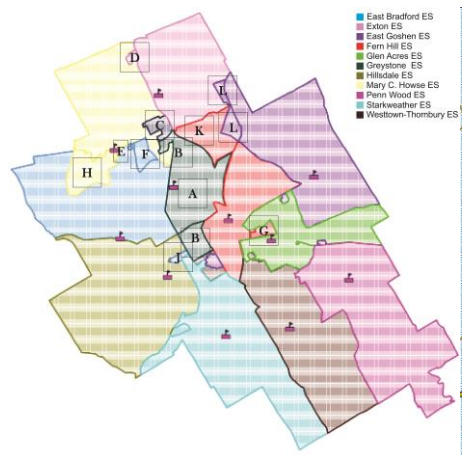 East Bradford ES
Exton ES
East Goshen ES
Fern Hill ES
Glen Acres ES
Greystone ES
Hillsdale ES
Mary C. Howse ES
Penn Wood ES
Starkweather ES
Westtown-Thornbury ES
D
L
C
K
L
E
F
B
H
A
B
G
J